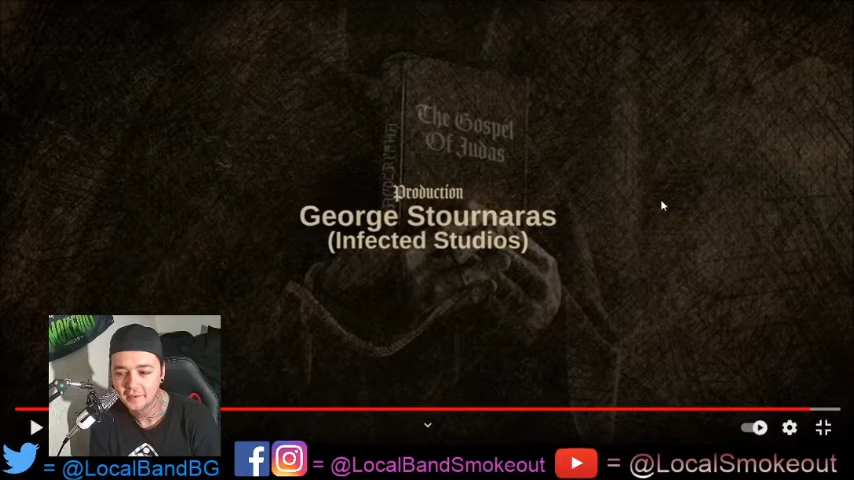 The Gospel
Of Judas
Production
George Stournaras
(Infected Studios)
= @LocalBandBG
= @LocalBandSmokeout
= @LocalSmokeout